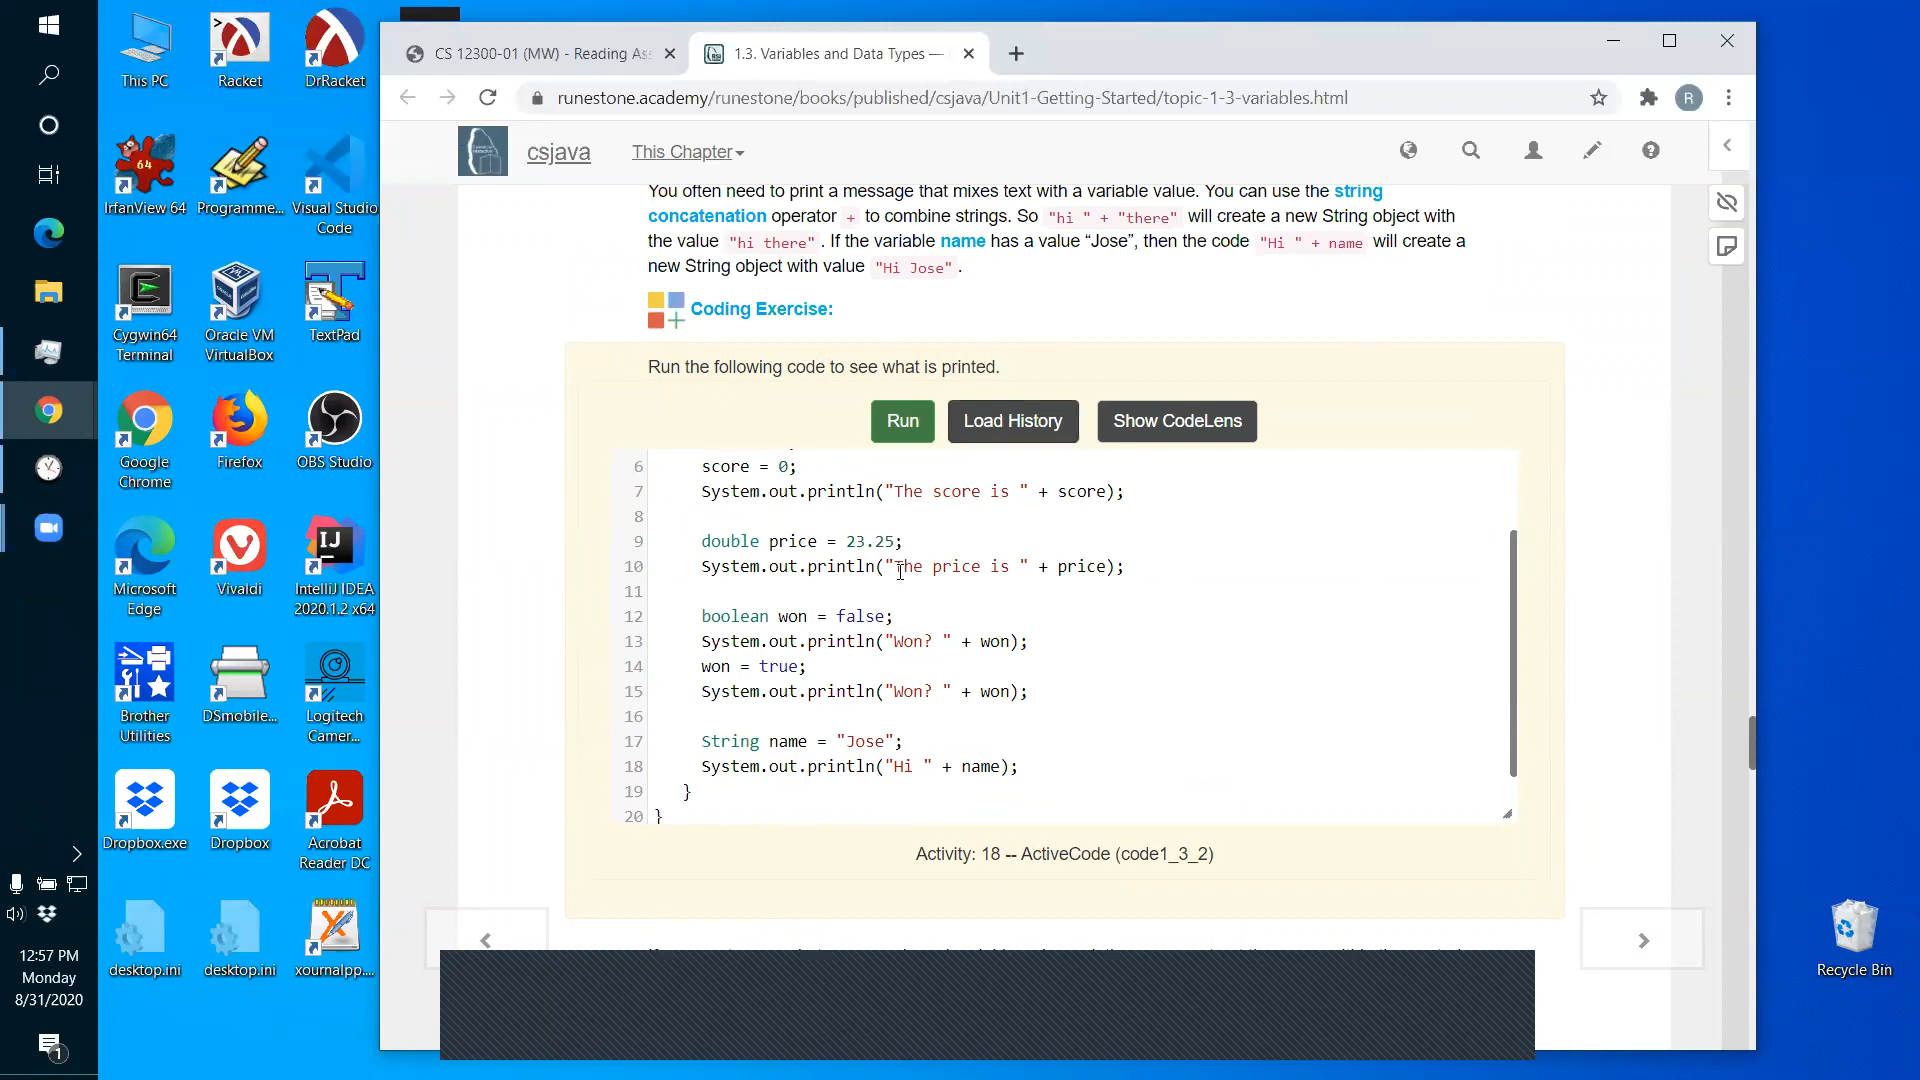 This PC
Racket
DrRacket
IrfanView 64
Programme...
Visual Studio
Code
Cygwin64
Terminal
Oracle VM
VirtualBox
TextPad
Google
Chrome
Firefox
OBS Studio
Microsoft
Edge
Vivaldi
IntelliJ IDEA
2020.1.2 x64
Brother
Utilities
DSmobile...
Logitech
Camer...
Dropbox.exe
Dropbox
Acrobat
Reader DC
desktop.ini
desktop.ini
xournalpp....
12:57 PM
Monday
8/31/2020
1
CS 12300-01 (MW) - Reading Ass
1.3. Variables and Data Types —
runestone.academy/runestone/books/published/csjava/Unit1-Getting-Started/topic-1-3-variables.html
R
csjava
This Chapter
You often need to print a message that mixes text with a variable value. You can use the string
concatenation operator + to combine strings. So "hi " + "there" will create a new String object with
the value "hi there" . If the variable name has a value “Jose”, then the code "Hi " + name will create a
new String object with value "Hi Jose" .
Coding Exercise:
Run the following code to see what is printed.
Run
Load History
Show CodeLens
6 score = 0;
7 System.out.println("The score is " + score);
8
9 double price = 23.25;
10 System.out.println("The price is " + price);
11
12 boolean won = false;
13 System.out.println("Won? " + won);
14 won = true;
15 System.out.println("Won? " + won);
16
17 String name = "Jose";
18 System.out.println("Hi " + name);
19 }
20 }
Activity: 18 -- ActiveCode (code1_3_2)
Recycle Bin